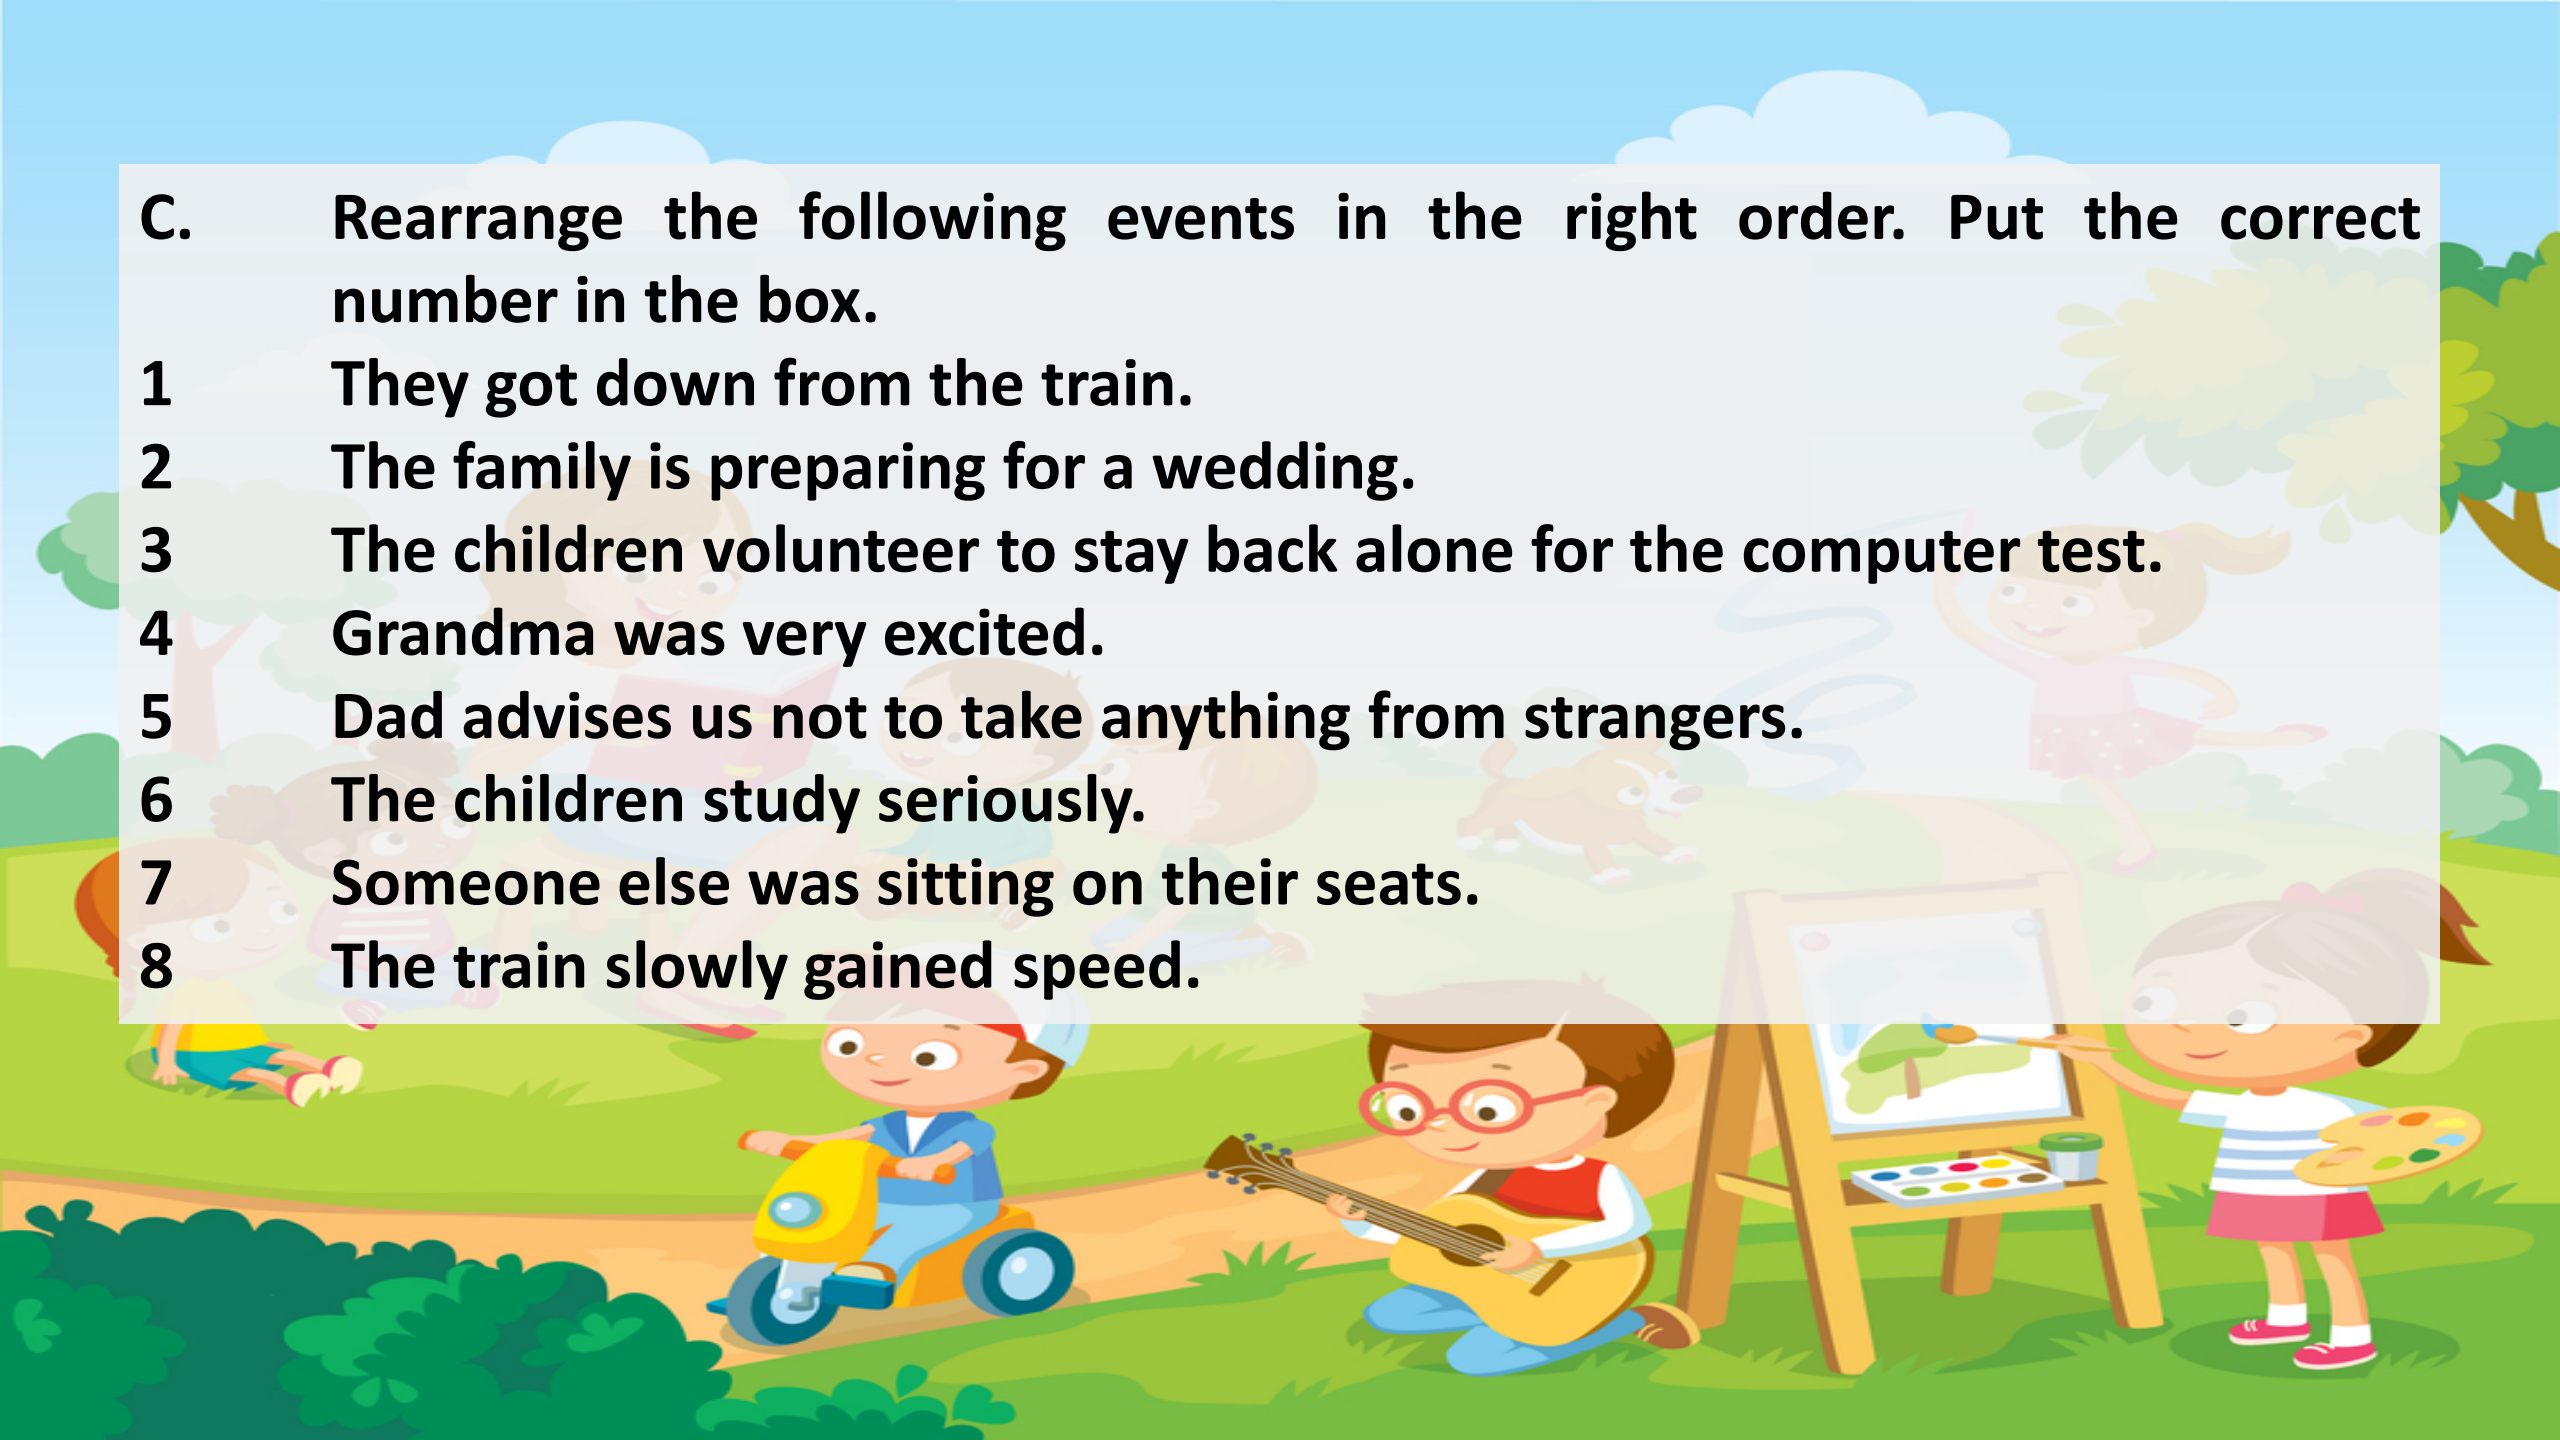 C. Rearrange the following events in the right order. Put the correct
number in the box.
1 They got down from the train.
2 The family is preparing for a wedding.
3 The children volunteer to stay back alone for the computer test.
4 Grandma was very excited.
5 Dad advises us not to take anything from strangers.
6 The children study seriously.
7 Someone else was sitting on their seats.
8 The train slowly gained speed.